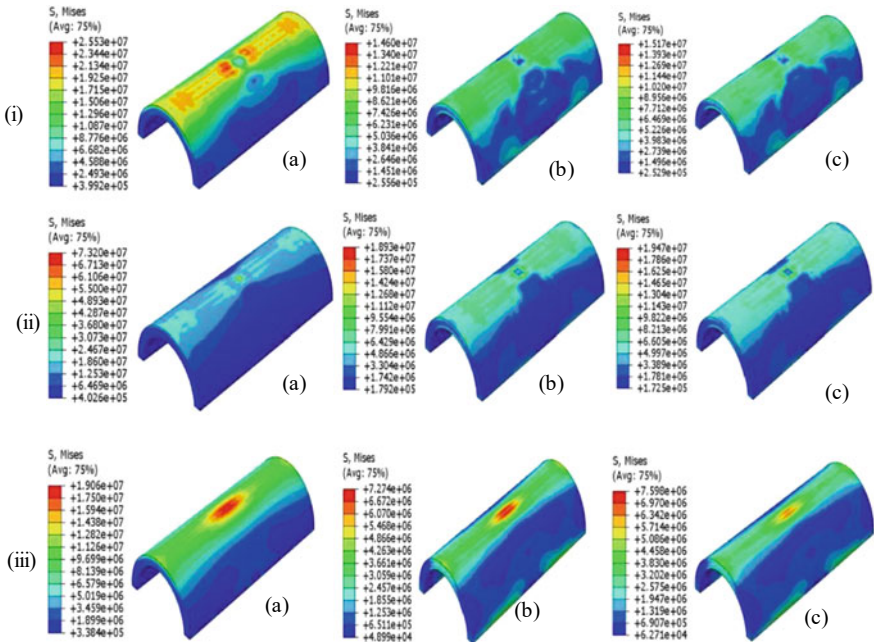 (i)
S, Mises
(Avg: 75%)
+2.553e+07
+2.344e+07
+2.134e+07
+1.925e+07
+1.715e+07
+1.506e+07
+1.296e+07
+1.087e+07
+8.776e+06
+6.682e+06
+4.588e+06
+2.493e+06
+3.992e+05
(a)
S, Mises
(Avg: 75%)
+1.460e+07
+1.340e+07
+1.221e+07
+1.101e+07
+9.816e+06
+8.621e+06
+7.426e+06
+6.231e+06
+5.036e+06
+3.841e+06
+2.646e+06
+1.451e+06
+2.556e+05
(b)
S, Mises
(Avg: 75%)
+1.517e+07
+1.393e+07
+1.269e+07
+1.144e+07
+1.020e+07
+8.956e+06
+7.712e+06
+6.469e+06
+5.226e+06
+3.983e+06
+2.739e+06
+1.496e+06
+2.529e+05
(c)
(ii)
S, Mises
(Avg: 75%)
+7.320e+07
+6.713e+07
+6.106e+07
+5.500e+07
+4.893e+07
+4.287e+07
+3.680e+07
+3.073e+07
+2.467e+07
+1.860e+07
+1.253e+07
+6.469e+06
+4.026e+05
(a)
S, Mises
(Avg: 75%)
+1.893e+07
+1.737e+07
+1.580e+07
+1.424e+07
+1.268e+07
+1.112e+07
+9.554e+06
+7.991e+06
+6.429e+06
+4.866e+06
+3.304e+06
+1.742e+06
+1.792e+05
(b)
S, Mises
(Avg: 75%)
+1.947e+07
+1.786e+07
+1.625e+07
+1.465e+07
+1.304e+07
+1.143e+07
+9.822e+06
+8.213e+06
+6.605e+06
+4.997e+06
+3.389e+06
+1.781e+06
+1.725e+05
(c)
(iii)
S, Mises
(Avg: 75%)
+1.906e+07
+1.750e+07
+1.594e+07
+1.438e+07
+1.282e+07
+1.126e+07
+9.699e+06
+8.139e+06
+6.579e+06
+5.019e+06
+3.459e+06
+1.899e+06
+3.384e+05
(a)
S, Mises
(Avg: 75%)
+7.274e+06
+6.672e+06
+6.070e+06
+5.468e+06
+4.866e+06
+4.263e+06
+3.661e+06
+3.059e+06
+2.457e+06
+1.855e+06
+1.253e+06
+6.511e+05
+4.899e+04
(b)
S, Mises
(Avg: 75%)
+7.598e+06
+6.970e+06
+6.342e+06
+5.714e+06
+5.086e+06
+4.458e+06
+3.830e+06
+3.202e+06
+2.575e+06
+1.947e+06
+1.319e+06
+6.907e+05
+6.271e+04
(c)